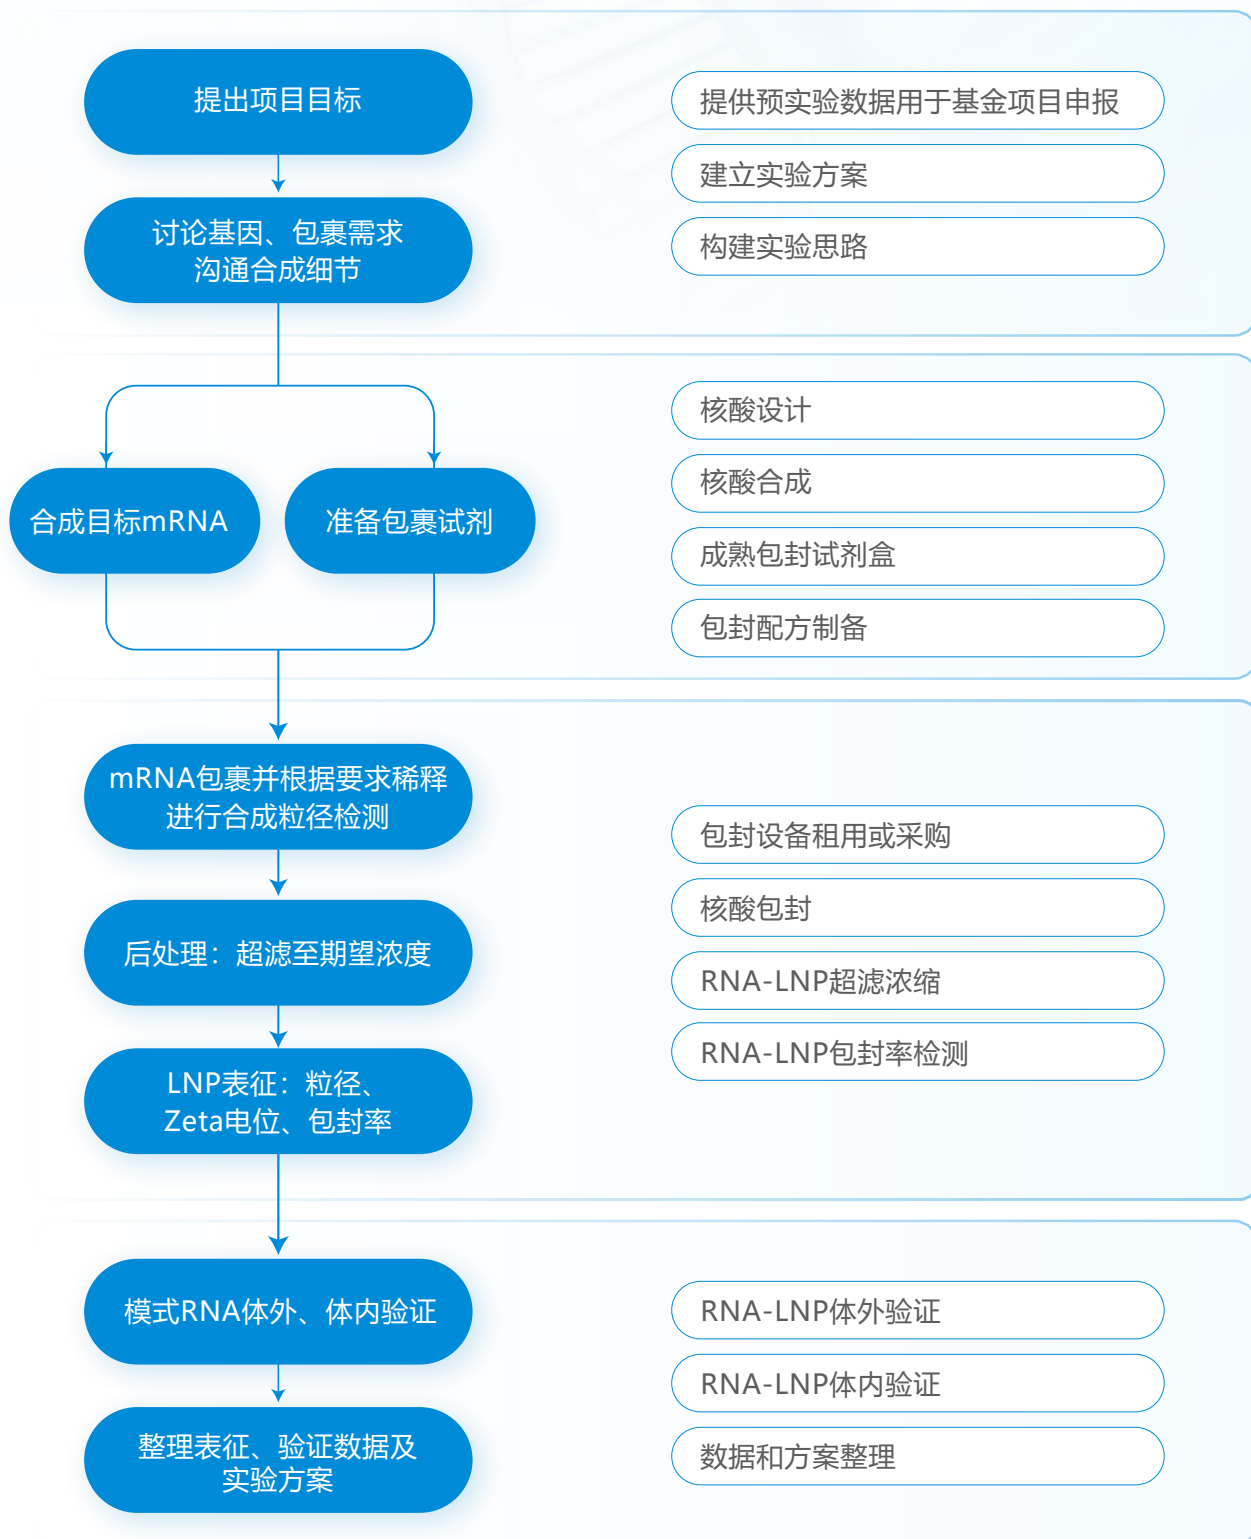 提出项目目标
讨论基因、包裹需求
沟通合成细节
提供预实验数据用于基金项目申报
建立实验方案
构建实验思路
合成目标mRNA
准备包裹试剂
核酸设计
核酸合成
成熟包封试剂盒
包封配方制备
mRNA包裹并根据要求稀释
进行合成粒径检测
后处理：超滤至期望浓度
LNP表征：粒径、
Zeta电位、包封率
包封设备租用或采购
核酸包封
RNA-LNP超滤浓缩
RNA-LNP包封率检测
模式RNA体外、体内验证
整理表征、验证数据及
实验方案
RNA-LNP体外验证
RNA-LNP体内验证
数据和方案整理